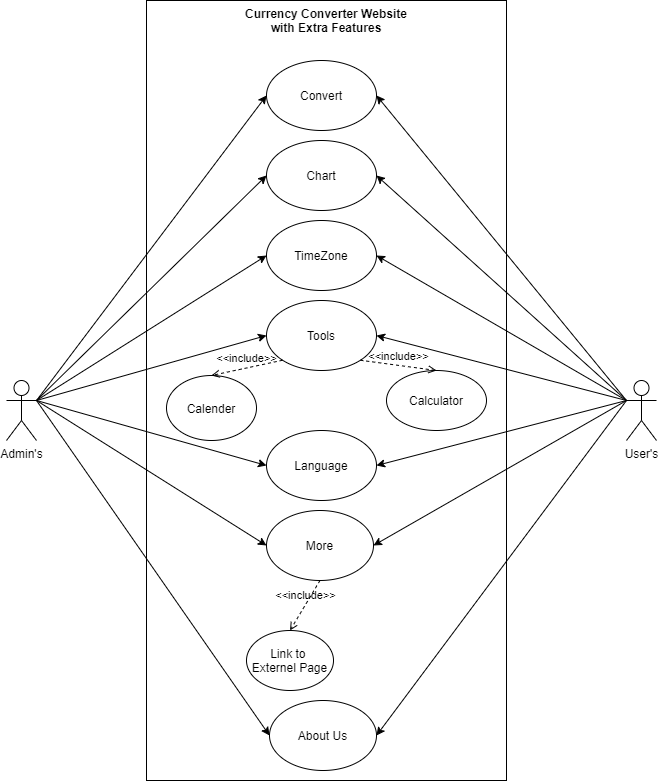 Currency Converter Website
with Extra Features
Convert
Chart
TimeZone
Tools
<<include>>
<<include>>
Calender
Calculator
Admin's
User's
Language
More
<<include>>
Link to
Externel Page
About Us